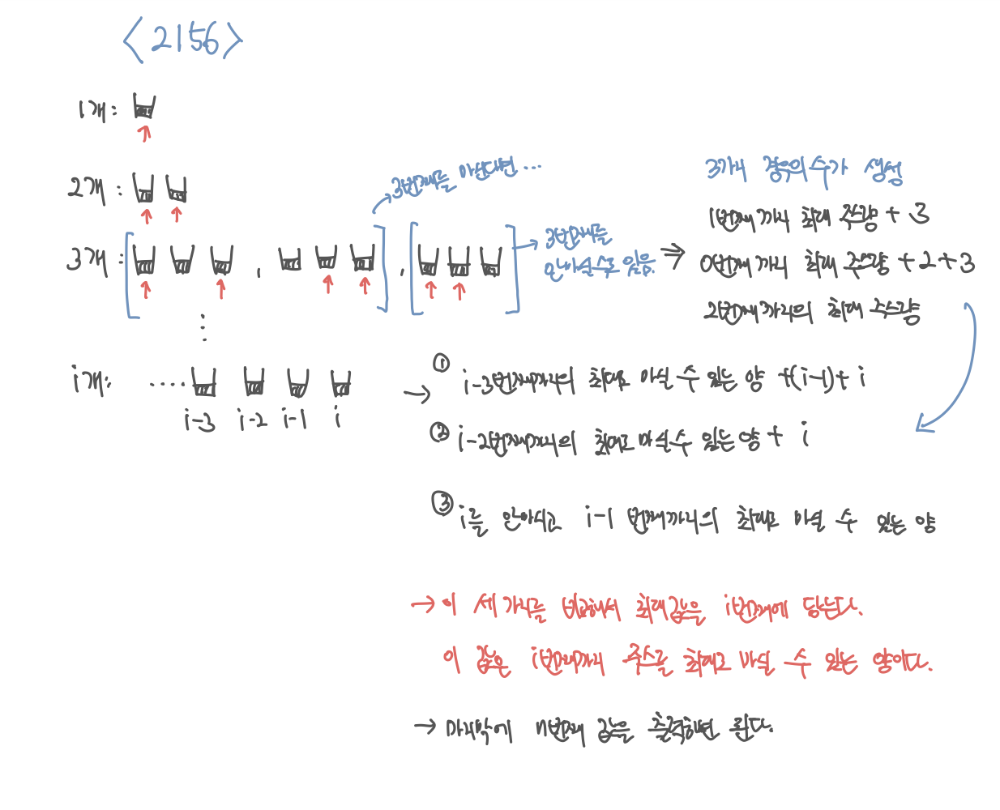 <2156>
1개:
2개:
3번째를 마신다면...
3개: , ,
3번째를
안마실수도 있음.
⇒
3가지 경우의수가 생성
1번째까지 최대 주스량 + 3
0번째까지 최대 주스량 + 2 + 3
2번째까지의 최대 주스량
⋮
i개: ....
i-3 i-2 i-1 i
→ ① i-3번째까지의 최대로 마실 수 있는 양 +(i-1)+ i
② i-2번째까지의 최대로 마실 수 있는 양 + i
③ i를 안마시고 i-1 번째까지의 최대로 마실 수 있는 양
→ 이 세가지를 비교해서 최대값을 i번째에 담는다.
이 값은 i번째까지 주스를 최대로 마실 수 있는 양이다.
→ 마지막에 n번째 값을 출력하면 된다.